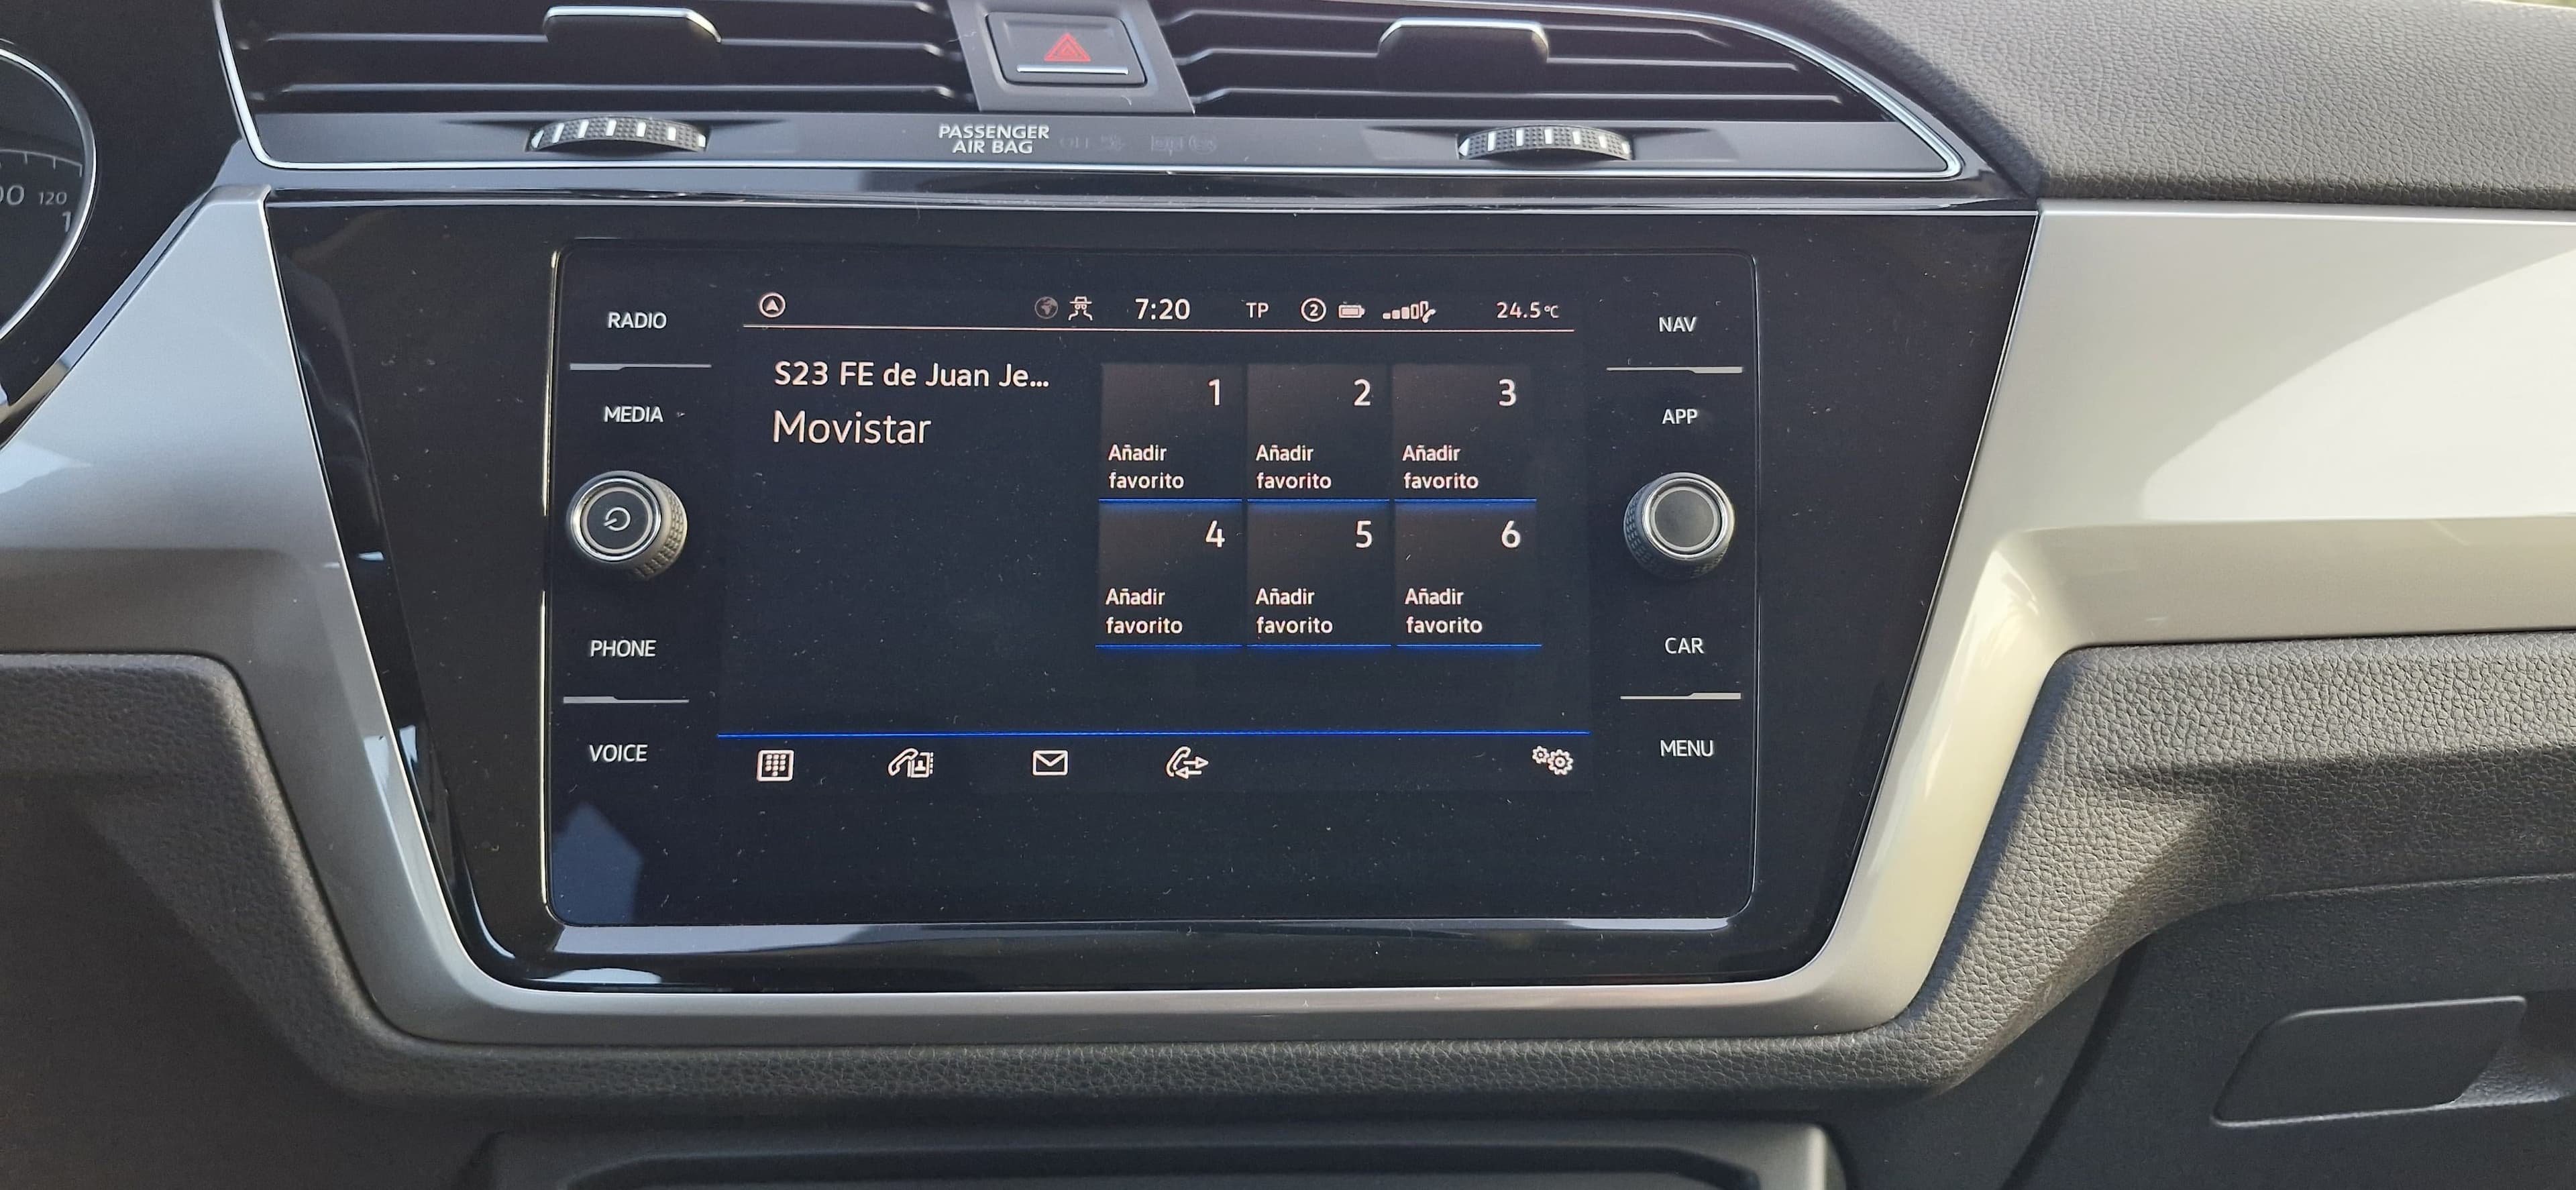 PASSENGER
AIR BAG
120
RADIO
MEDIA
PHONE
VOICE
7:20
TP
2
24.5°C
S23 FE de Juan Je...
Movistar
1
Añadir
favorito
2
Añadir
favorito
3
Añadir
favorito
4
Añadir
favorito
5
Añadir
favorito
6
Añadir
favorito
NAV
APP
CAR
MENU